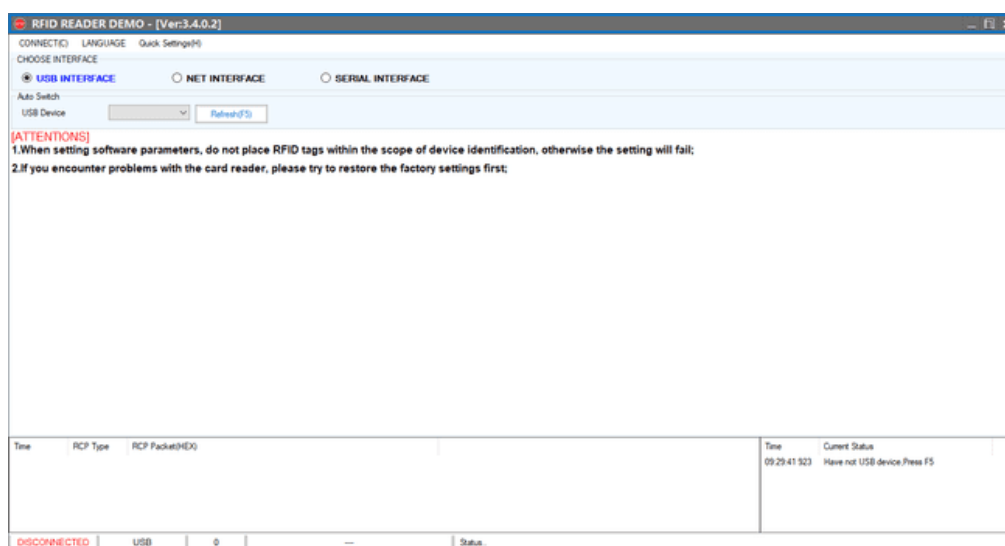 RFID READER DEMO - [Ver:3.4.0.2]
CONNECT(C) LANGUAGE Quick Settings(H)
CHOOSE INTERFACE
USB INTERFACE NET INTERFACE SERIAL INTERFACE
Auto Switch
USB Device Refresh(F5)
[ATTENTIONS]
1.When setting software parameters, do not place RFID tags within the scope of device identification, otherwise the setting will fail;
2.If you encounter problems with the card reader, please try to restore the factory settings first;
Time RCP Type RCP Packet(HEX) Time Current Status
09:29:41 923 Have not USB device,Press F5
DISCONNECTED USB 0 --- Status..